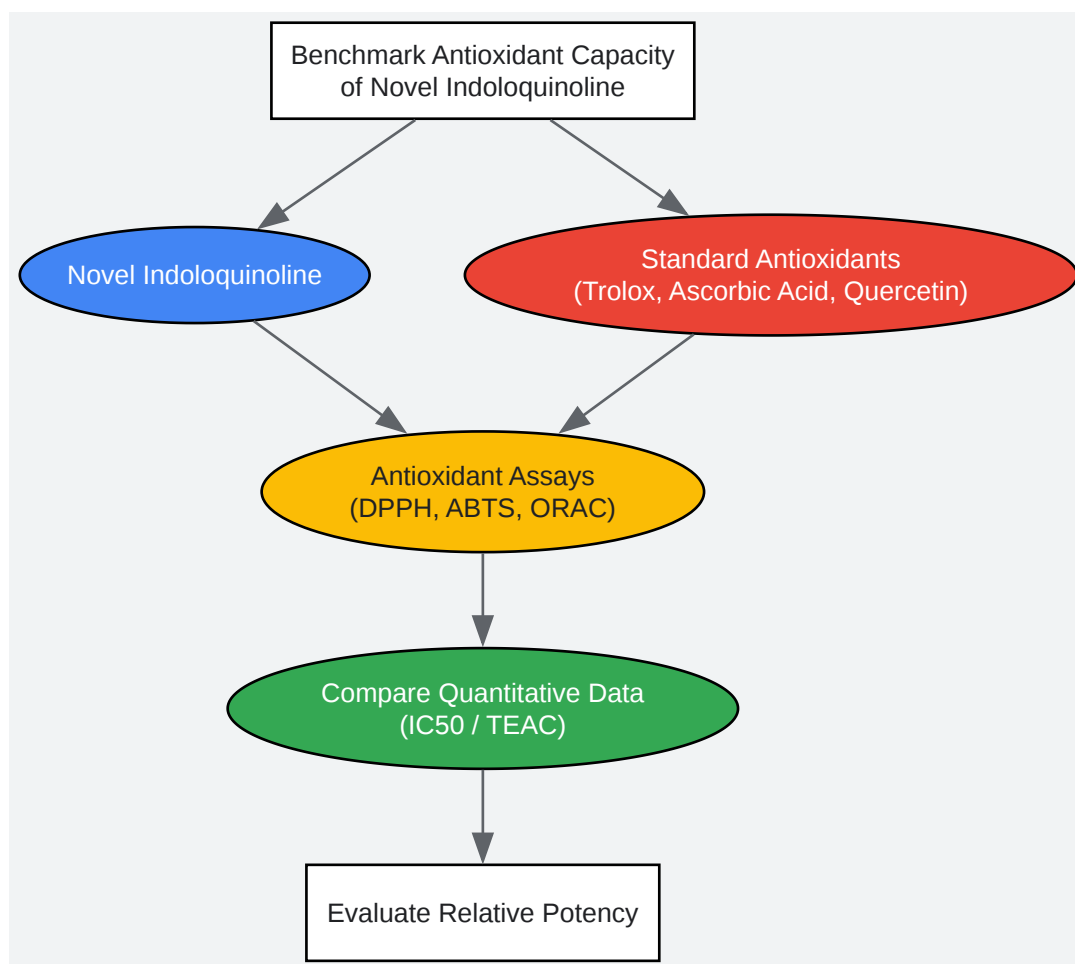 Benchmark Antioxidant Capacity
of Novel Indoloquinoline
Novel Indoloquinoline
Standard Antioxidants
(Trolox, Ascorbic Acid, Quercetin)
Antioxidant Assays
(DPPH, ABTS, ORAC)
Compare Quantitative Data
(IC50 / TEAC)
Evaluate Relative Potency